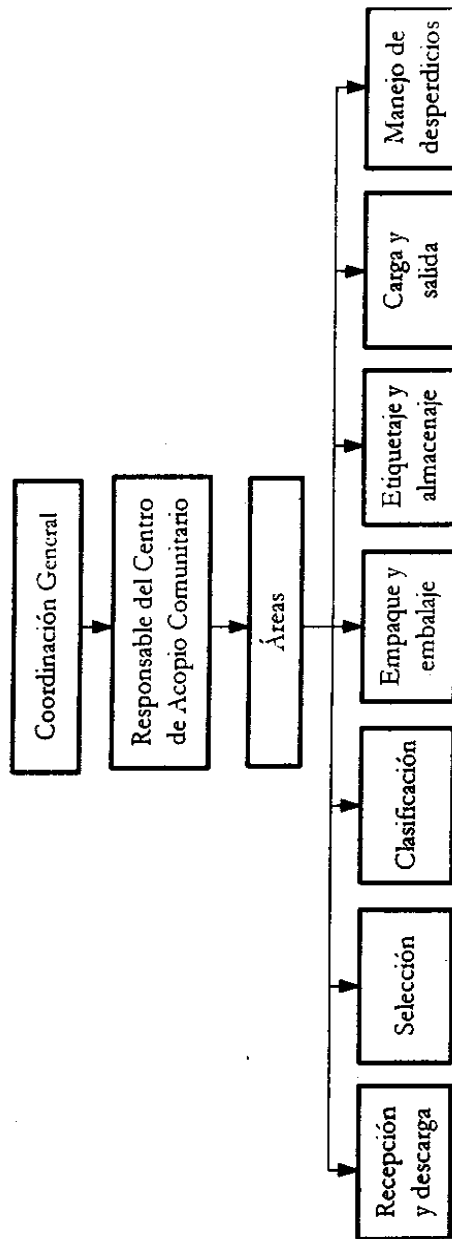 Coordinación General
Responsable del Centro
de Acopio Comunitario
Áreas
Recepción
y descarga
Selección
Clasificación
Empaque y
embalaje
Etiquetaje y
almacenaje
Carga y
salida
Manejo de
desperdicios